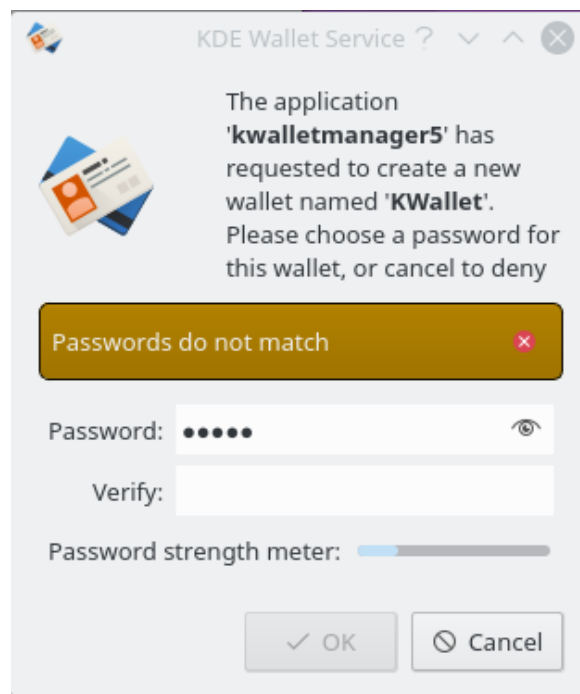 KDE Wallet Service
The application
'kwalletmanager5' has
requested to create a new
wallet named 'KWallet'.
Please choose a password for
this wallet, or cancel to deny
Passwords do not match
Password: •••••
Verify:
Password strength meter:
OK
Cancel